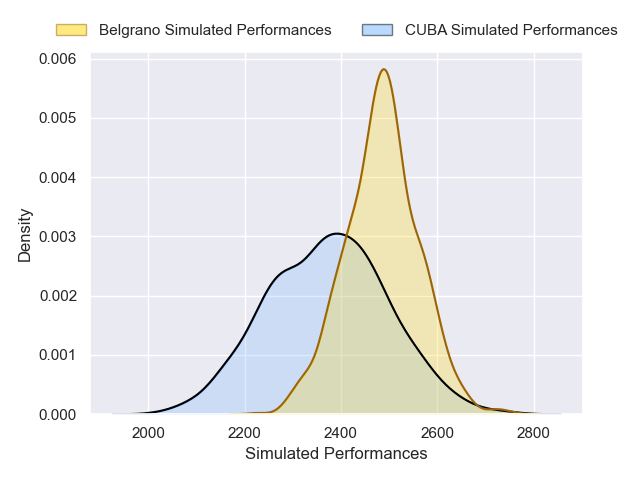 Belgrano Simulated Performances CUBA Simulated Performances
0.006
0.005
0.004
0.003
0.002
0.001
0.000
Density
2000 2200 2400 2600 2800
Simulated Performances